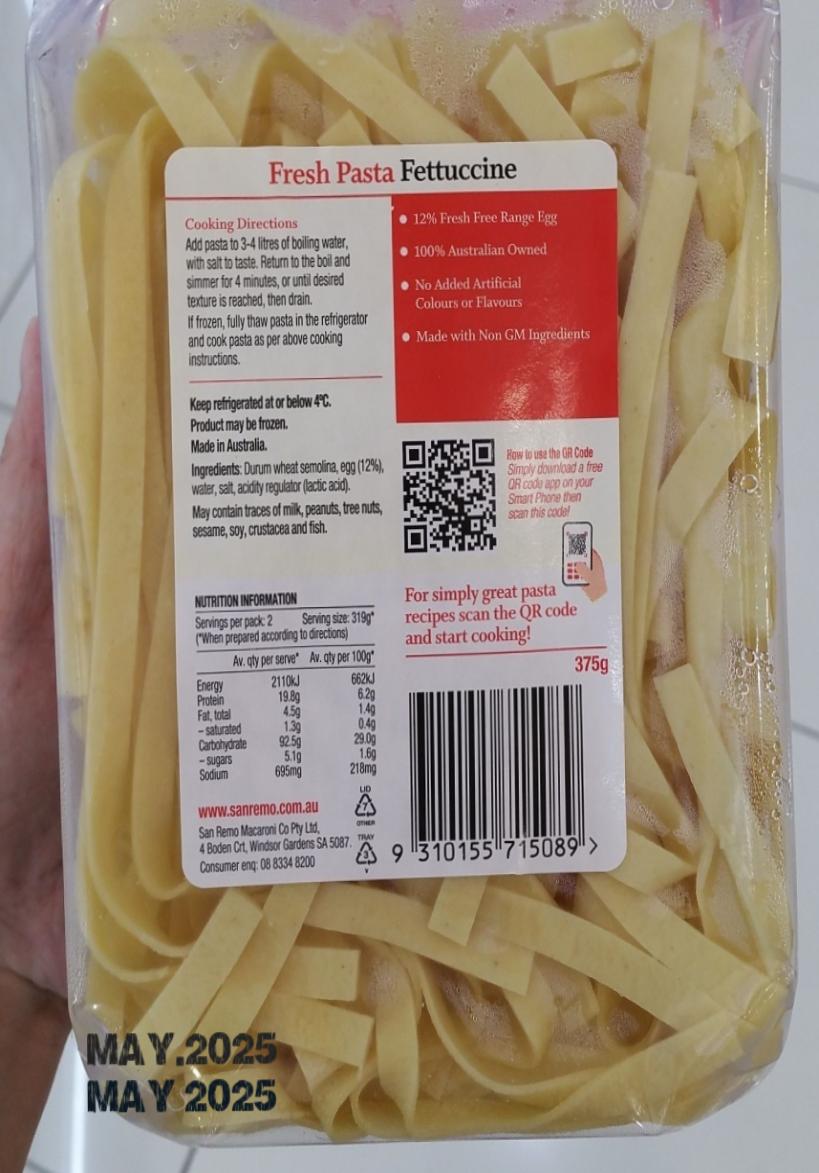 Fresh Pasta Fettuccine
Cooking Directions
Add pasta to 3-4 litres of boiling water,
with salt to taste. Return to the boil and
simmer for 4 minutes, or until desired
texture is reached, then drain.
If frozen, fully thaw pasta in the refrigerator
and cook pasta as per above cooking
instructions.
Keep refrigerated at or below 4°C.
Product may be frozen.
Made in Australia.
Ingredients: Durum wheat semolina, egg (12%),
water, salt, acidity regulator (lactic acid).
May contain traces of milk, peanuts, tree nuts,
sesame, soy, crustacea and fish.
• 12% Fresh Free Range Egg
• 100% Australian Owned
• No Added Artificial
Colours or Flavours
• Made with Non GM Ingredients
How to use the QR Code
Simply download a free
QR code app on your
Smart Phone then
scan this code!
For simply great pasta
recipes scan the QR code
and start cooking!
375g
NUTRITION INFORMATION
Servings per pack: 2 Serving size: 319g*
(*When prepared according to directions)
Av. qty per serve* Av. qty per 100g*
Energy 2110kJ 662kJ
Protein 19.8g 6.2g
Fat, total 4.5g 1.4g
– saturated 1.3g 0.4g
Carbohydrate 92.5g 29.0g
– sugars 5.1g 1.6g
Sodium 695mg 218mg
www.sanremo.com.au
San Remo Macaroni Co Pty Ltd,
4 Boden Crt, Windsor Gardens SA 5087.
Consumer enq: 08 8334 8200
LID
7
OTHER
TRAY
3
V
9 310155 715089 >
MAY.2025
MAY 2025